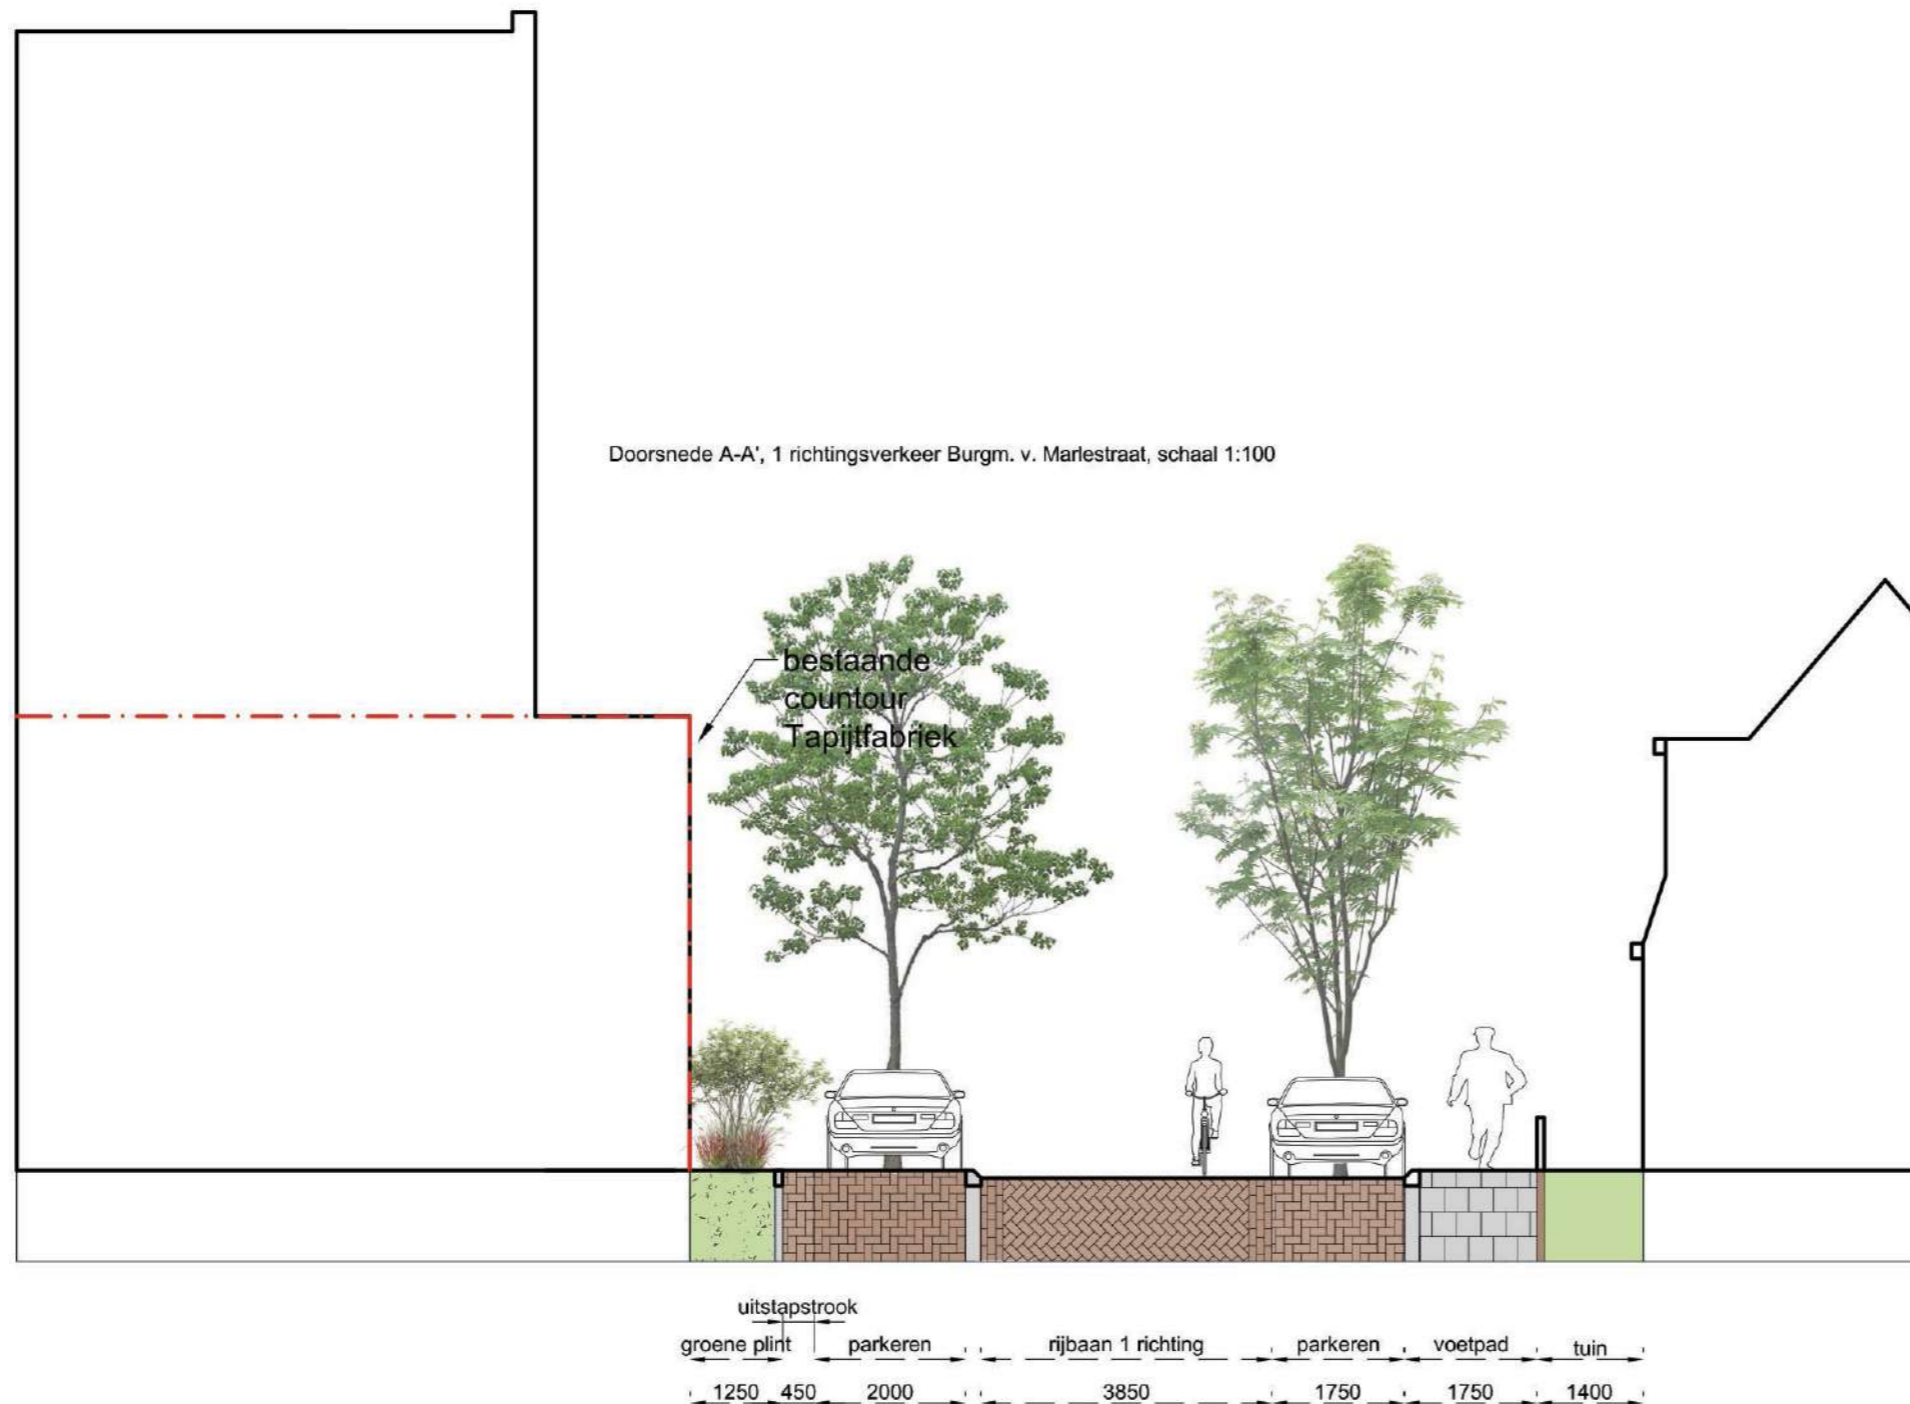 Doorsnede A-A', 1 richtingsverkeer Burgm. v. Marlestraat, schaal 1:100
bestaande
countour
Tapijtfabriek
uitstapstrook
groene plint parkeren rijbaan 1 richting parkeren voetpad tuin
1250 450 2000 3850 1750 1750 1400